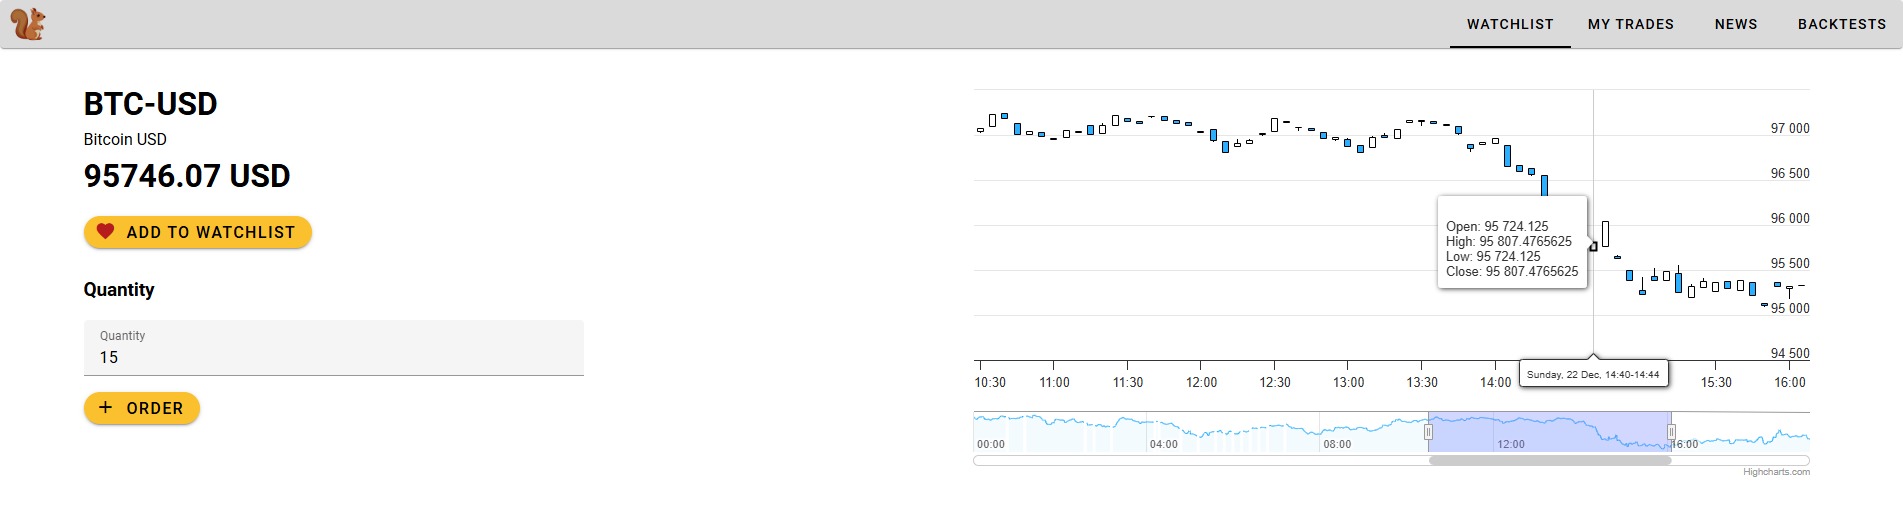 WATCHLIST MY TRADES NEWS BACKTESTS
BTC-USD
Bitcoin USD
95746.07 USD
ADD TO WATCHLIST
Quantity
Quantity
15
+ ORDER
97 000
96 500
96 000
95 500
95 000
94 500
Open: 95 724.125
High: 95 807.4765625
Low: 95 724.125
Close: 95 807.4765625
10:30 11:00 11:30 12:00 12:30 13:00 13:30 14:00 15:30 16:00
Sunday, 22 Dec, 14:40-14:44
00:00 04:00 08:00 12:00 16:00
Highcharts.com